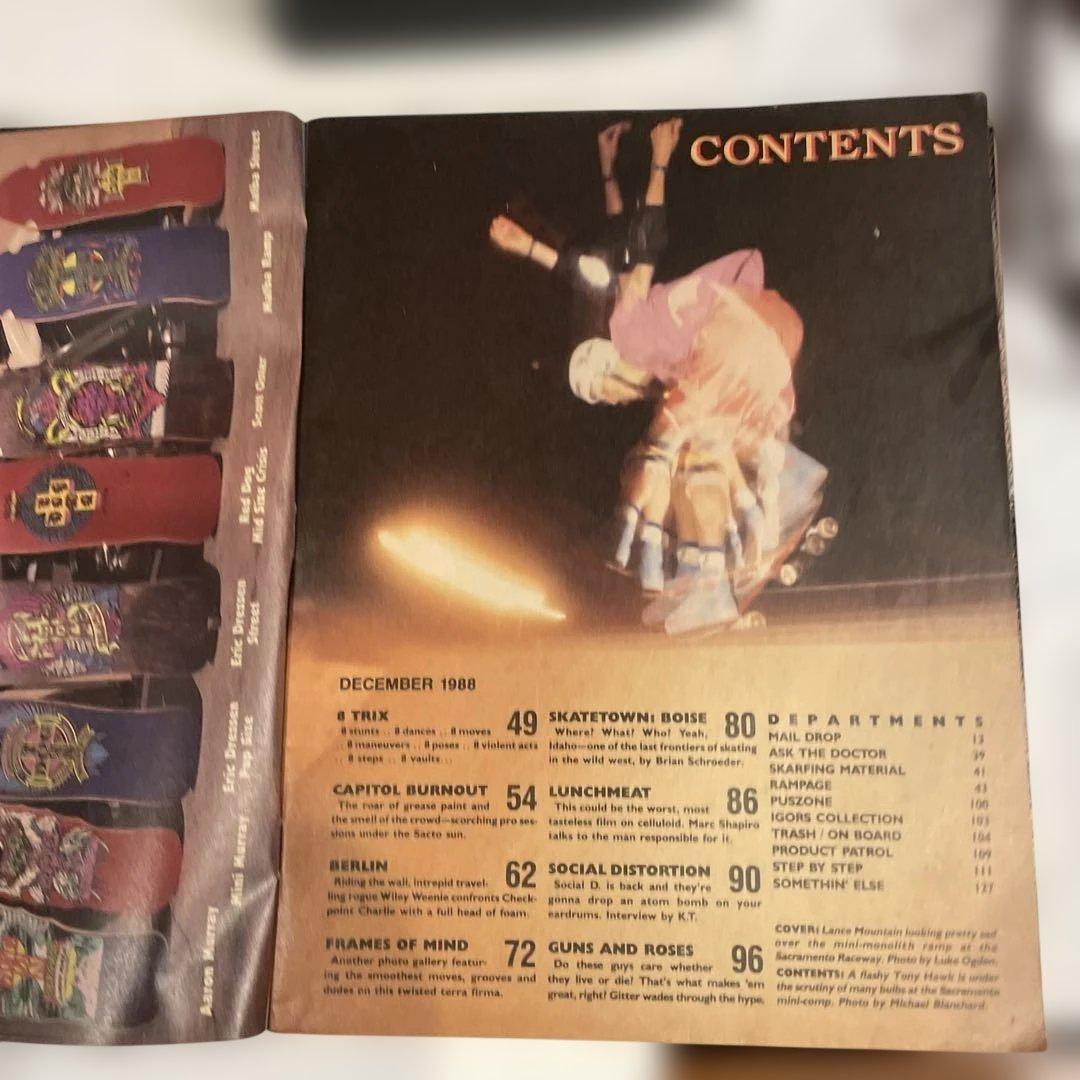 Malba Street
Malba Ramp
Scott Oster
Red Dog
Mid Size Crisis
Eric Dressen
Street
Eric Dressen
Pup Size
Mini Murray
Aaron Murray
CONTENTS
DECEMBER 1988
8 TRIX 49
8 stunts . . 8 dances . . 8 moves
. . 8 maneuvers . . 8 poses . . 8 violent acts
. . 8 steps . . 8 vaults. . .
CAPITOL BURNOUT 54
The roar of grease paint and
the smell of the crowd—scorching pro ses-
sions under the Sacto sun.
BERLIN 62
Riding the wall, intrepid travel-
ling rogue Wiley Weenie confronts Check-
point Charlie with a full head of foam.
FRAMES OF MIND 72
Another photo gallery featur-
ing the smoothest moves, grooves and
dudes on this twisted terra firma.
SKATETOWN: BOISE 80
Where? What? Who? Yeah,
Idaho—one of the last frontiers of skating
in the wild west, by Brian Schroeder.
LUNCHMEAT 86
This could be the worst, most
tasteless film on celluloid. Marc Shapiro
talks to the man responsible for it.
SOCIAL DISTORTION 90
Social D. is back and they're
gonna drop an atom bomb on your
eardrums. Interview by K.T.
GUNS AND ROSES 96
Do these guys care whether
they live or die? That's what makes 'em
great, right? Gitter wades through the hype.
DEPARTMENTS
MAIL DROP 13
ASK THE DOCTOR 39
SKARFING MATERIAL 41
RAMPAGE 43
PUSZONE 100
IGORS COLLECTION 103
TRASH / ON BOARD 104
PRODUCT PATROL 109
STEP BY STEP 111
SOMETHIN' ELSE 127
COVER: Lance Mountain looking pretty sad
over the mini-monolith ramp at the
Sacramento Raceway. Photo by Luke Ogden.
CONTENTS: A flashy Tony Hawk is under
the scrutiny of many bulbs at the Sacramento
mini-comp. Photo by Michael Blanchard.